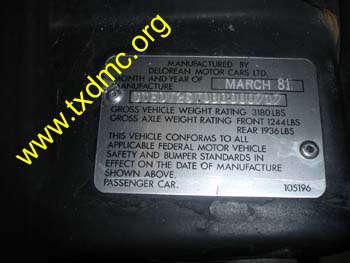 www.txdmc.org
MANUFACTURED BY
DELOREAN MOTOR CARS LTD.
MONTH AND YEAR OF
MANUFACTURE MARCH 81
GROSS VEHICLE WEIGHT RATING 3180 LBS
GROSS AXLE WEIGHT RATING FRONT 1244 LBS
REAR 1936 LBS
THIS VEHICLE CONFORMS TO ALL
APPLICABLE FEDERAL MOTOR VEHICLE
SAFETY AND BUMPER STANDARDS IN
EFFECT ON THE DATE OF MANUFACTURE
SHOWN ABOVE.
PASSENGER CAR. 105196